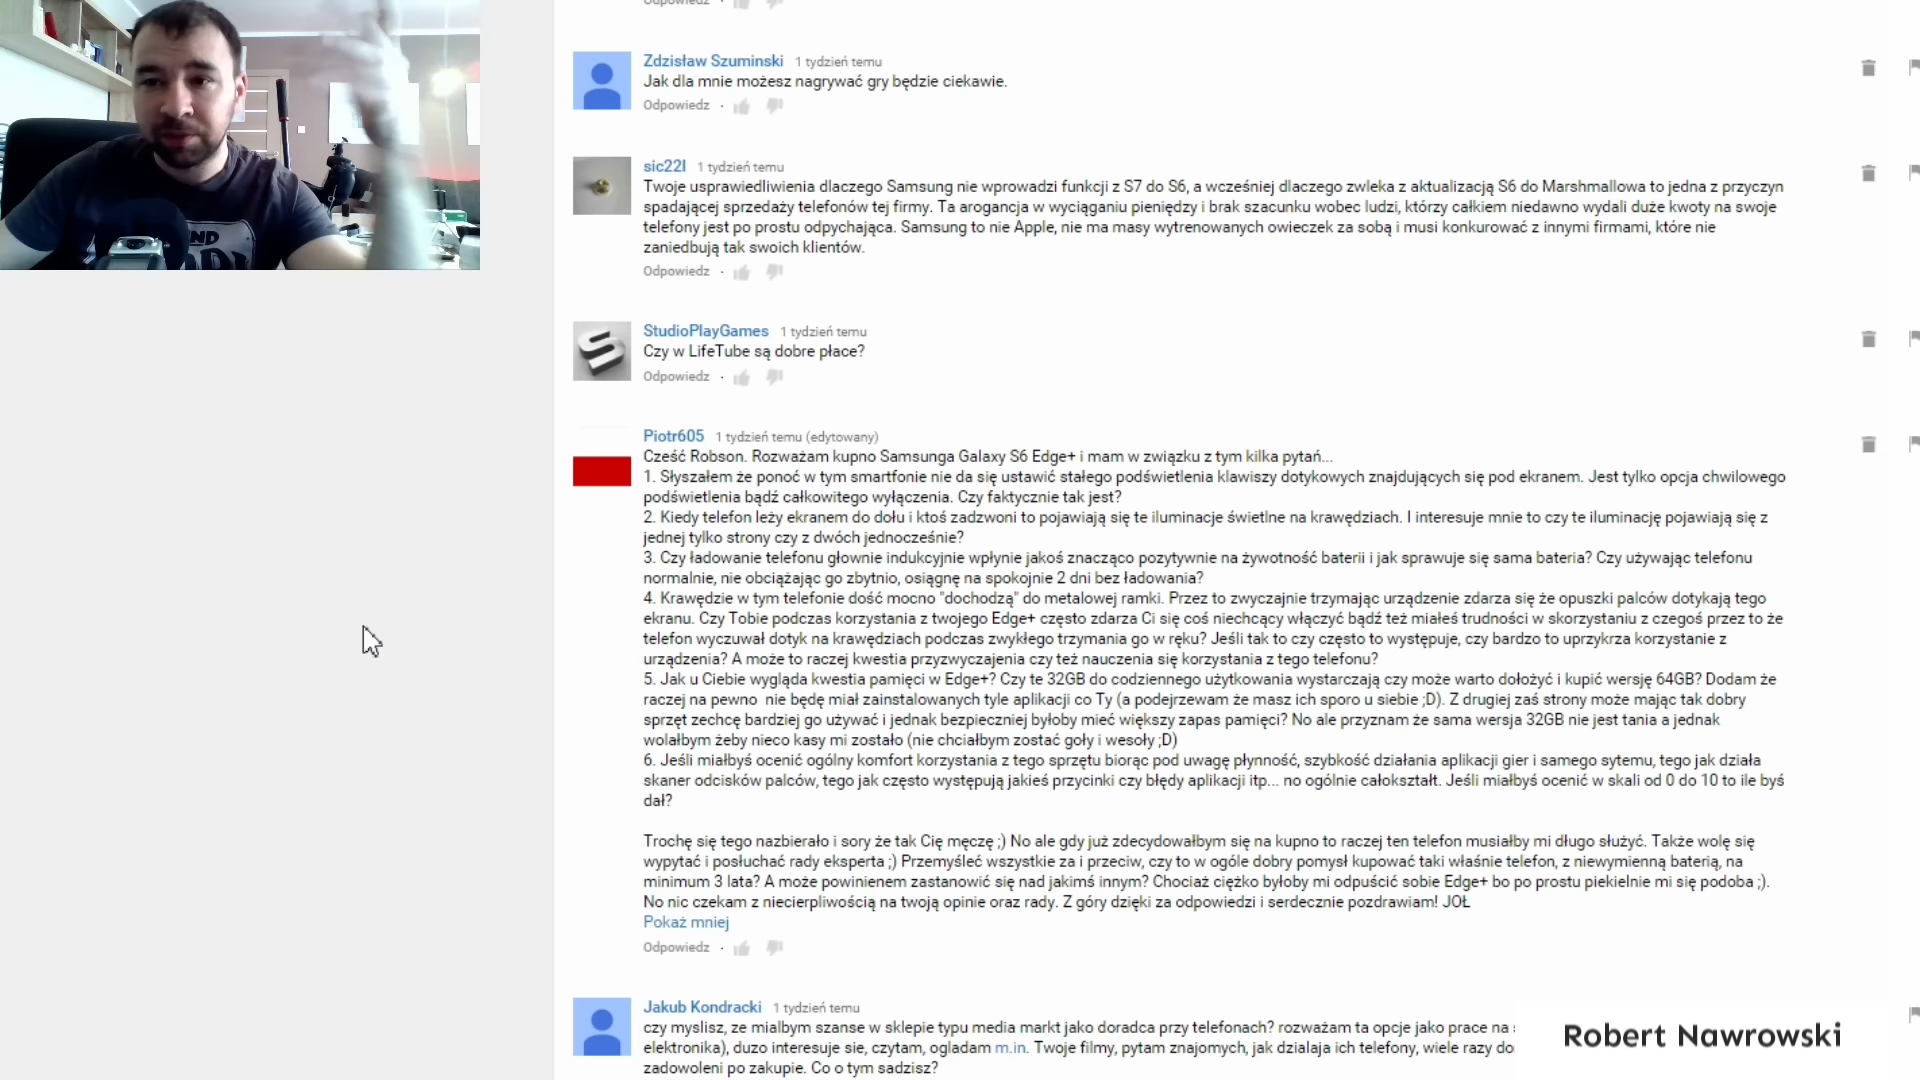 Odpowiedz ·
Zdzisław Szuminski 1 tydzień temu
Jak dla mnie możesz nagrywać gry będzie ciekawie.
Odpowiedz ·
sic22l 1 tydzień temu
Twoje usprawiedliwienia dlaczego Samsung nie wprowadzi funkcji z S7 do S6, a wcześniej dlaczego zwleka z aktualizacją S6 do Marshmallowa to jedna z przyczyn
spadającej sprzedaży telefonów tej firmy. Ta arogancja w wyciąganiu pieniędzy i brak szacunku wobec ludzi, którzy całkiem niedawno wydali duże kwoty na swoje
telefony jest po prostu odpychająca. Samsung to nie Apple, nie ma masy wytrenowanych owieczek za sobą i musi konkurować z innymi firmami, które nie
zaniedbują tak swoich klientów.
Odpowiedz ·
StudioPlayGames 1 tydzień temu
Czy w LifeTube są dobre płace?
Odpowiedz ·
Piotr605 1 tydzień temu (edytowany)
Cześć Robson. Rozważam kupno Samsunga Galaxy S6 Edge+ i mam w związku z tym kilka pytań...
1. Słyszałem że ponoć w tym smartfonie nie da się ustawić stałego podświetlenia klawiszy dotykowych znajdujących się pod ekranem. Jest tylko opcja chwilowego
podświetlenia bądź całkowitego wyłączenia. Czy faktycznie tak jest?
2. Kiedy telefon leży ekranem do dołu i ktoś zadzwoni to pojawiają się te iluminacje świetlne na krawędziach. I interesuje mnie to czy te iluminację pojawiają się z
jednej tylko strony czy z dwóch jednocześnie?
3. Czy ładowanie telefonu głownie indukcyjnie wpłynie jakoś znacząco pozytywnie na żywotność baterii i jak sprawuje się sama bateria? Czy używając telefonu
normalnie, nie obciążając go zbytnio, osiągnę na spokojnie 2 dni bez ładowania?
4. Krawędzie w tym telefonie dość mocno "dochodzą" do metalowej ramki. Przez to zwyczajnie trzymając urządzenie zdarza się że opuszki palców dotykają tego
ekranu. Czy Tobie podczas korzystania z twojego Edge+ często zdarza Ci się coś niechcący włączyć bądź też miałeś trudności w skorzystaniu z czegoś przez to że
telefon wyczuwał dotyk na krawędziach podczas zwykłego trzymania go w ręku? Jeśli tak to czy często to występuje, czy bardzo to uprzykrza korzystanie z
urządzenia? A może to raczej kwestia przyzwyczajenia czy też nauczenia się korzystania z tego telefonu?
5. Jak u Ciebie wygląda kwestia pamięci w Edge+? Czy te 32GB do codziennego użytkowania wystarczają czy może warto dołożyć i kupić wersję 64GB? Dodam że
raczej na pewno nie będę miał zainstalowanych tyle aplikacji co Ty (a podejrzewam że masz ich sporo u siebie ;D). Z drugiej zaś strony może mając tak dobry
sprzęt zechcę bardziej go używać i jednak bezpieczniej byłoby mieć większy zapas pamięci? No ale przyznam że sama wersja 32GB nie jest tania a jednak
wolałbym żeby nieco kasy mi zostało (nie chciałbym zostać goły i wesoły ;D)
6. Jeśli miałbyś ocenić ogólny komfort korzystania z tego sprzętu biorąc pod uwagę płynność, szybkość działania aplikacji gier i samego sytemu, tego jak działa
skaner odcisków palców, tego jak często występują jakieś przycinki czy błędy aplikacji itp... no ogólnie całokształt. Jeśli miałbyś ocenić w skali od 0 do 10 to ile byś
dał?
Trochę się tego nazbierało i sory że tak Cię męczę ;) No ale gdy już zdecydowałbym się na kupno to raczej ten telefon musiałby mi długo służyć. Także wolę się
wypytać i posłuchać rady eksperta ;) Przemyśleć wszystkie za i przeciw, czy to w ogóle dobry pomysł kupować taki właśnie telefon, z niewymienną baterią, na
minimum 3 lata? A może powinienem zastanowić się nad jakimś innym? Chociaż ciężko byłoby mi odpuścić sobie Edge+ bo po prostu piekielnie mi się podoba ;).
No nic czekam z niecierpliwością na twoją opinie oraz rady. Z góry dzięki za odpowiedzi i serdecznie pozdrawiam! JOŁ
Pokaż mniej
Odpowiedz ·
Jakub Kondracki 1 tydzień temu
czy myslisz, ze mialbym szanse w sklepie typu media markt jako doradca przy telefonach? rozważam ta opcje jako prace na
elektronika), duzo interesuje sie, czytam, ogladam m.in. Twoje filmy, pytam znajomych, jak dzialaja ich telefony, wiele razy
zadowoleni po zakupie. Co o tym sadzisz?
Robert Nawrowski